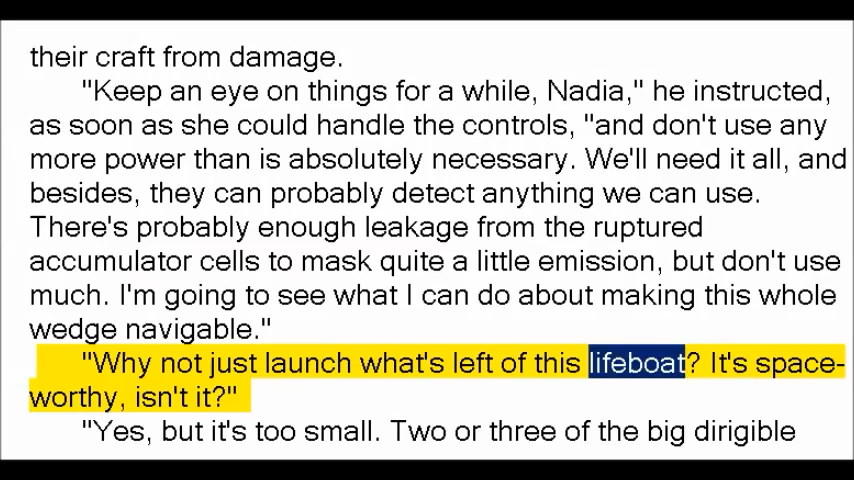 their craft from damage.
"Keep an eye on things for a while, Nadia," he instructed,
as soon as she could handle the controls, "and don't use any
more power than is absolutely necessary. We'll need it all, and
besides, they can probably detect anything we can use.
There's probably enough leakage from the ruptured
accumulator cells to mask quite a little emission, but don't use
much. I'm going to see what I can do about making this whole
wedge navigable."
"Why not just launch what's left of this lifeboat? It's space-
worthy, isn't it?"
"Yes, but it's too small. Two or three of the big dirigible